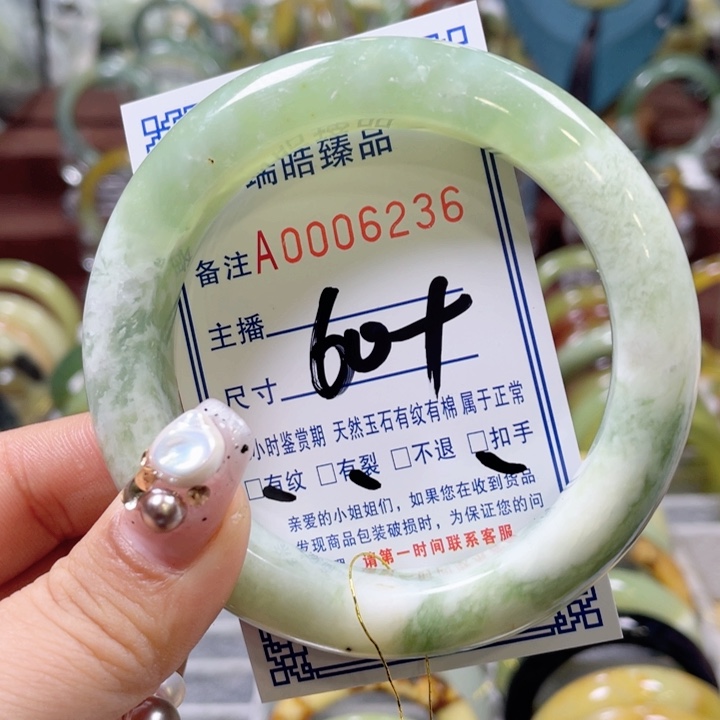 瑞皓臻品
备注A0006236
主播
尺寸 60+
小时鉴赏期 天然玉石有纹有棉 属于正常
□有纹 □有裂 □不退 □扣手
亲爱的小姐姐们，如果您在收到货品
发现商品包装破损时，为保证您的问
请第一时间联系客服